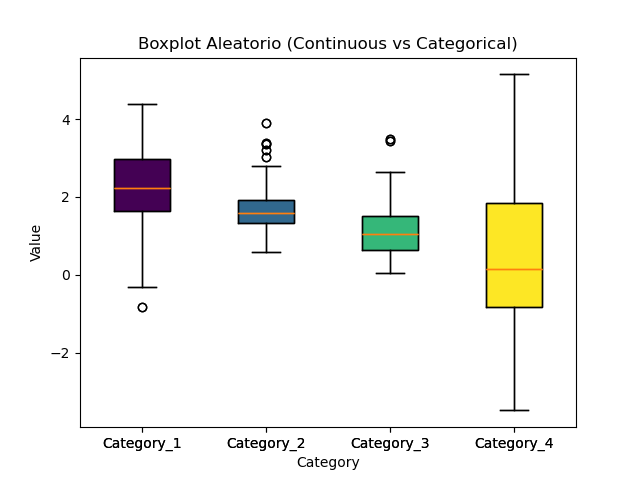 Boxplot Aleatorio (Continuous vs Categorical)
4
2
0
−2
Value
Category_1 Category_2 Category_3 Category_4
Category